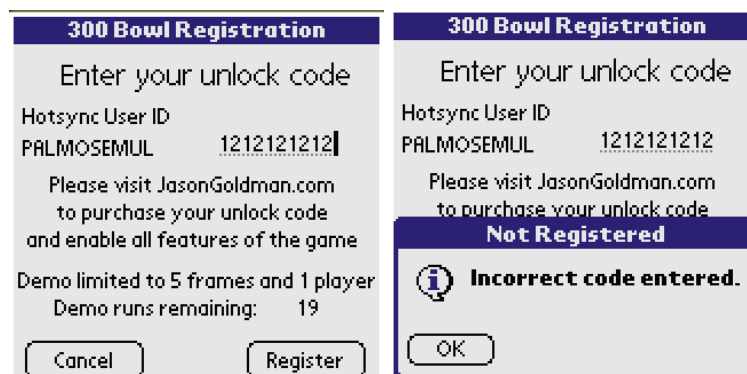 300 Bowl Registration
Enter your unlock code
Hotsync User ID
PALMOSEMUL 1212121212
Please visit JasonGoldman.com
to purchase your unlock code
and enable all features of the game
Demo limited to 5 frames and 1 player
Demo runs remaining: 19
Cancel Register
300 Bowl Registration
Enter your unlock code
Hotsync User ID
PALMOSEMUL 1212121212
Please visit JasonGoldman.com
to purchase your unlock code
Not Registered
Incorrect code entered.
OK